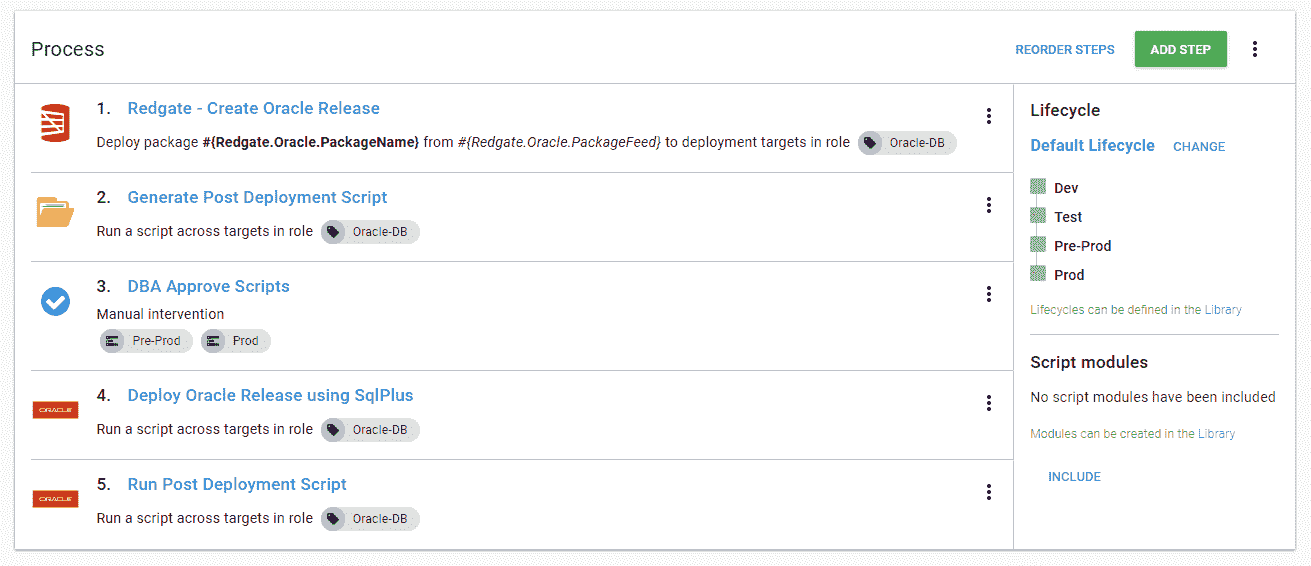 Process
REORDER STEPS
ADD STEP
1. Redgate - Create Oracle Release
Deploy package #{Redgate.Oracle.PackageName} from #{Redgate.Oracle.PackageFeed} to deployment targets in role Oracle-DB
2. Generate Post Deployment Script
Run a script across targets in role Oracle-DB
3. DBA Approve Scripts
Manual intervention
Pre-Prod Prod
ORACLE
4. Deploy Oracle Release using SqlPlus
Run a script across targets in role Oracle-DB
ORACLE
5. Run Post Deployment Script
Run a script across targets in role Oracle-DB
Lifecycle
Default Lifecycle CHANGE
Dev
Test
Pre-Prod
Prod
Lifecycles can be defined in the Library
Script modules
No script modules have been included
Modules can be created in the Library
INCLUDE